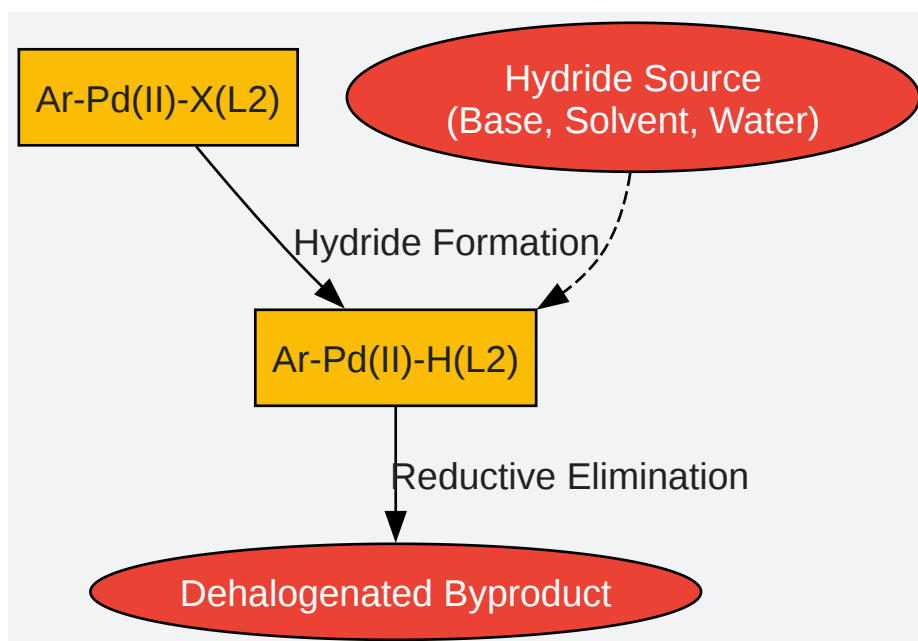 Ar-Pd(II)-X(L2)
Hydride Source
(Base, Solvent, Water)
Hydride Formation
Ar-Pd(II)-H(L2)
Reductive Elimination
Dehalogenated Byproduct